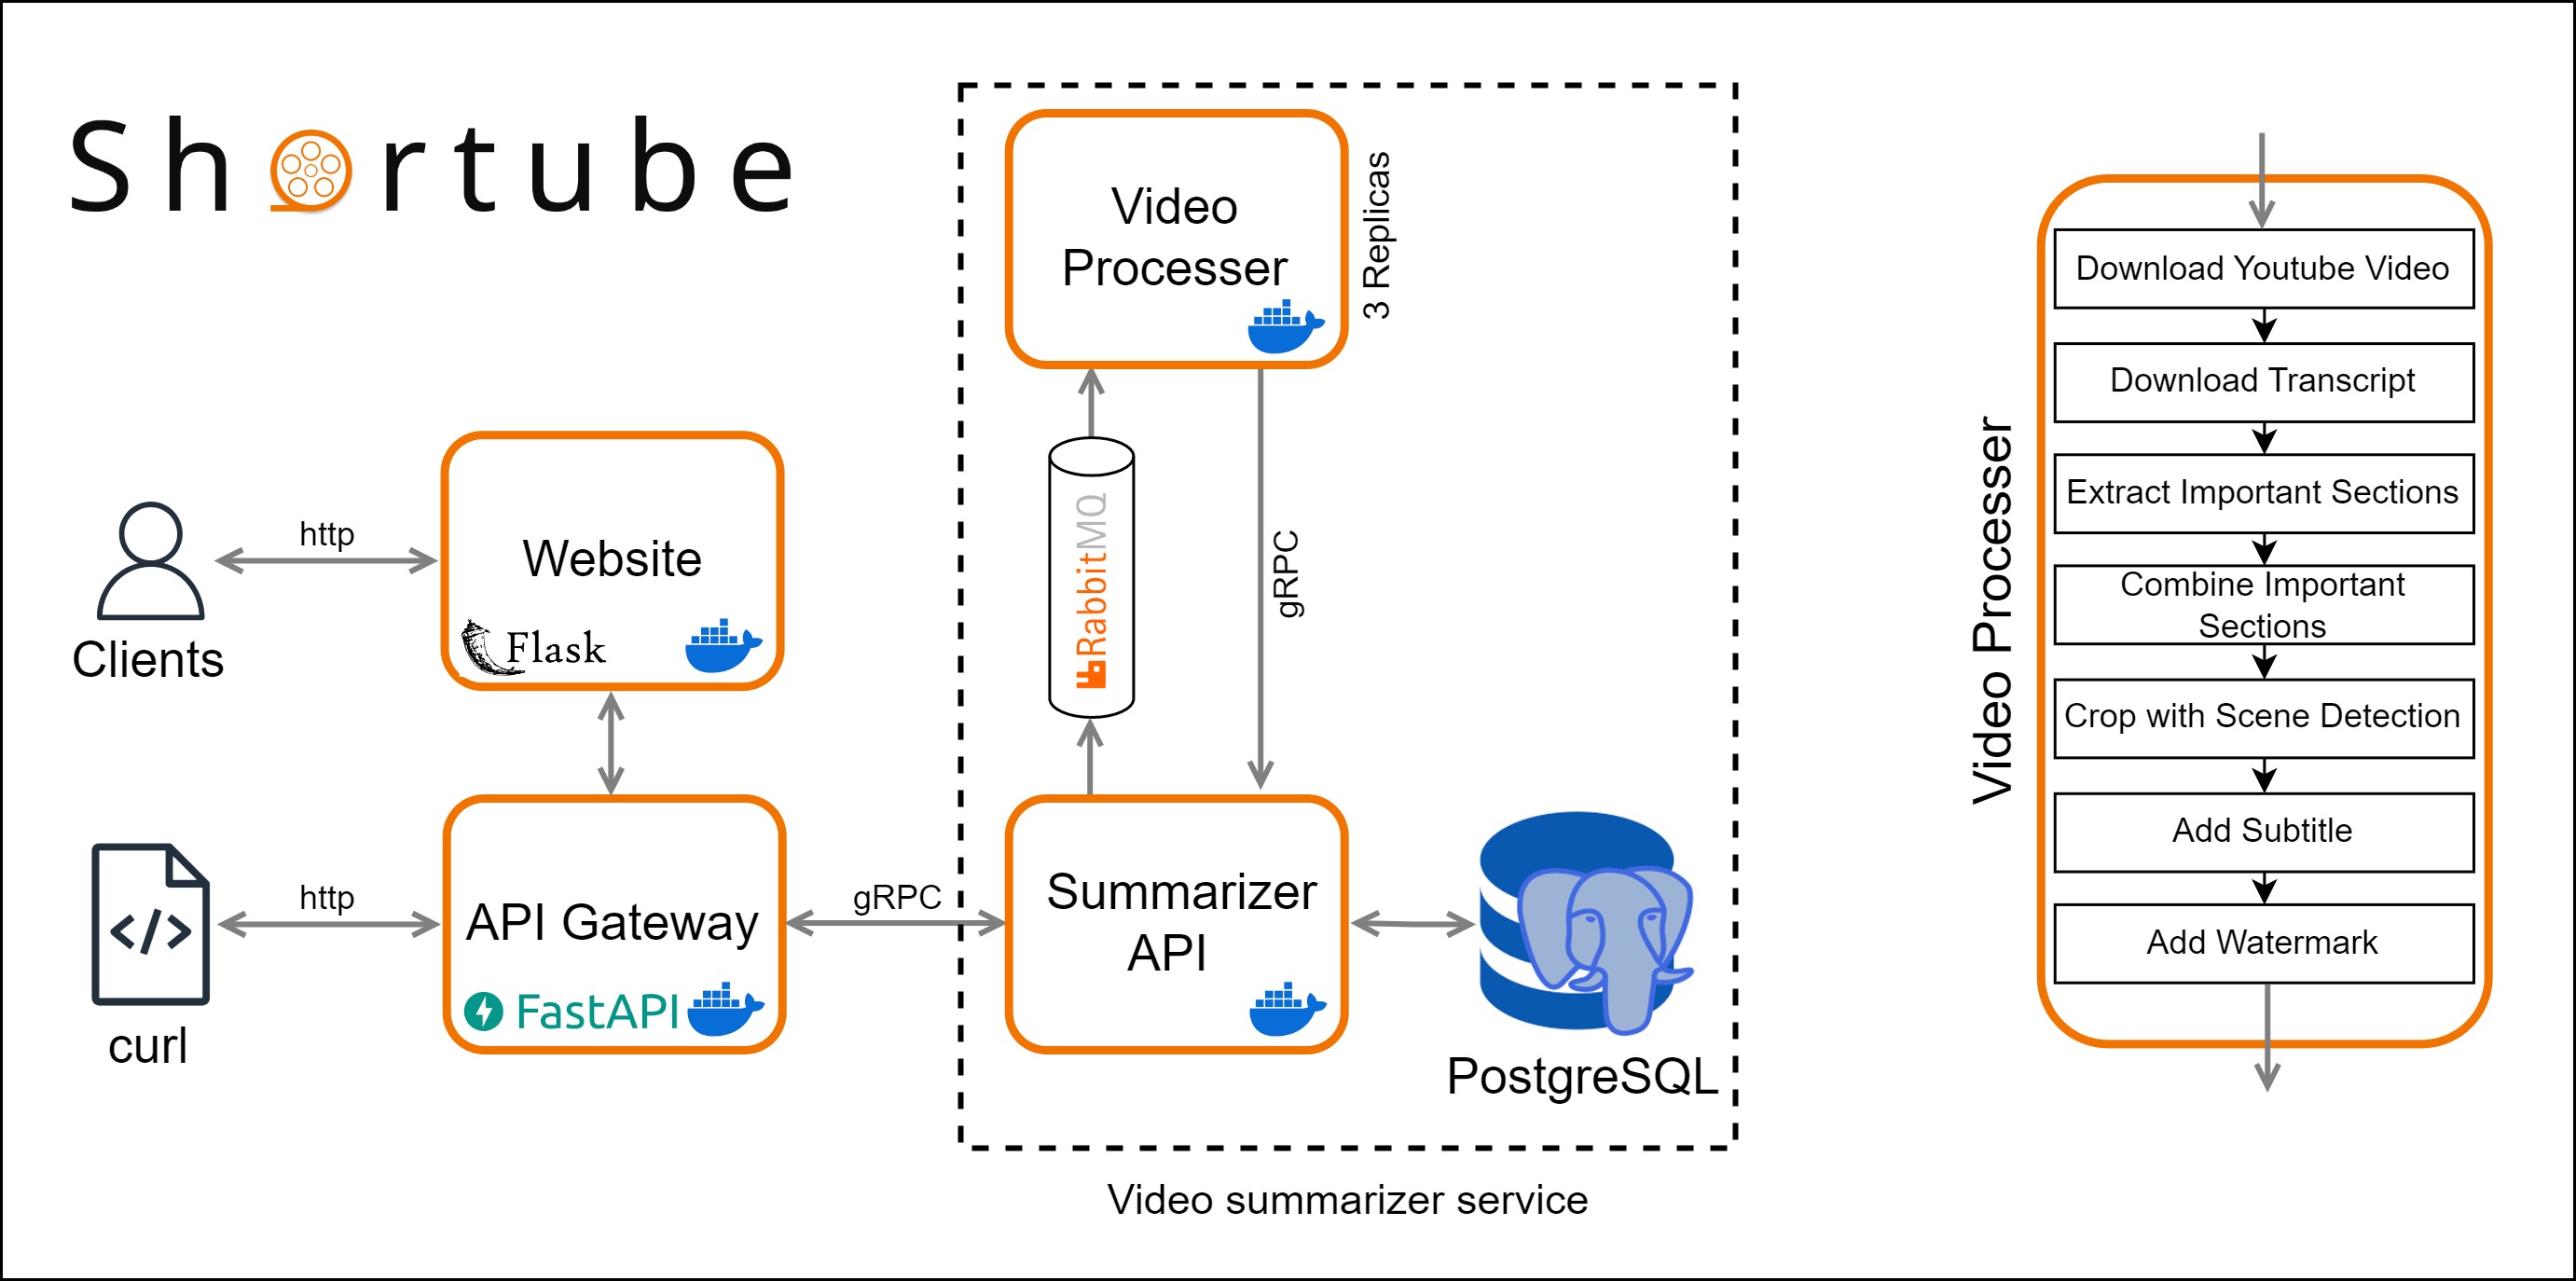 Shortube
Video
Processer
3 Replicas
http
Website
Flask
Clients
RabbitMQ
gRPC
http
API Gateway
FastAPI
curl
gRPC
Summarizer
API
PostgreSQL
Video summarizer service
Video Processer
Download Youtube Video
Download Transcript
Extract Important Sections
Combine Important
Sections
Crop with Scene Detection
Add Subtitle
Add Watermark